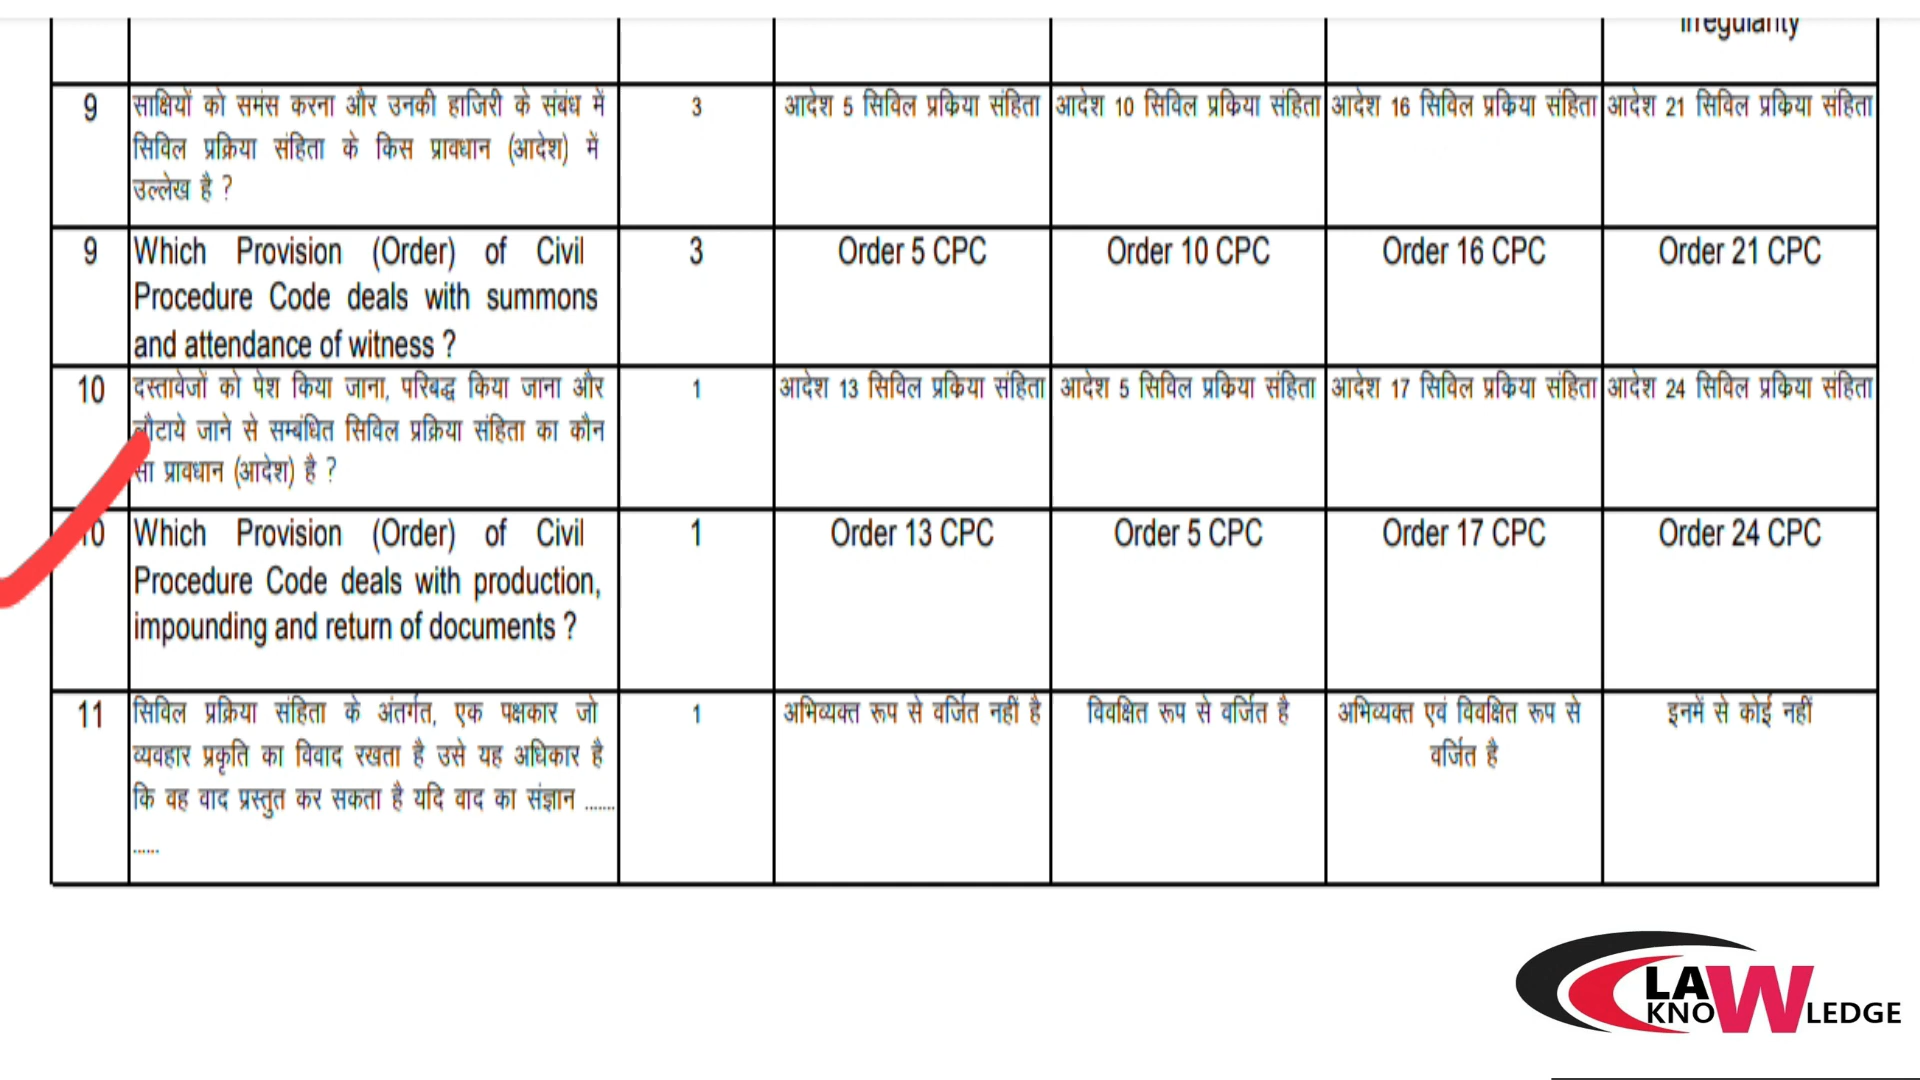 irregularity
9 साक्षियों को समंस करना और उनकी हाजिरी के संबंध में 3 आदेश 5 सिविल प्रकिया संहिता आदेश 10 सिविल प्रकिया संहिता आदेश 16 सिविल प्रकिया संहिता आदेश 21 सिविल प्रकिया संहिता
सिविल प्रक्रिया संहिता के किस प्रावधान (आदेश) में
उल्लेख है ?
9 Which Provision (Order) of Civil 3 Order 5 CPC Order 10 CPC Order 16 CPC Order 21 CPC
Procedure Code deals with summons
and attendance of witness ?
10 दस्तावेजों को पेश किया जाना, परिबद्ध किया जाना और 1 आदेश 13 सिविल प्रकिया संहिता आदेश 5 सिविल प्रकिया संहिता आदेश 17 सिविल प्रकिया संहिता आदेश 24 सिविल प्रकिया संहिता
लौटाये जाने से सम्बंधित सिविल प्रक्रिया संहिता का कौन
सा प्रावधान (आदेश) है ?
10 Which Provision (Order) of Civil 1 Order 13 CPC Order 5 CPC Order 17 CPC Order 24 CPC
Procedure Code deals with production,
impounding and return of documents ?
11 सिविल प्रक्रिया संहिता के अंतर्गत, एक पक्षकार जो 1 अभिव्यक्त रूप से वर्जित नहीं है विवक्षित रूप से वर्जित है अभिव्यक्त एवं विवक्षित रूप से इनमें से कोई नहीं
व्यवहार प्रकृति का विवाद रखता है उसे यह अधिकार है वर्जित है
कि वह वाद प्रस्तुत कर सकता है यदि वाद का संज्ञान .......
......
LAW
KNOWLEDGE